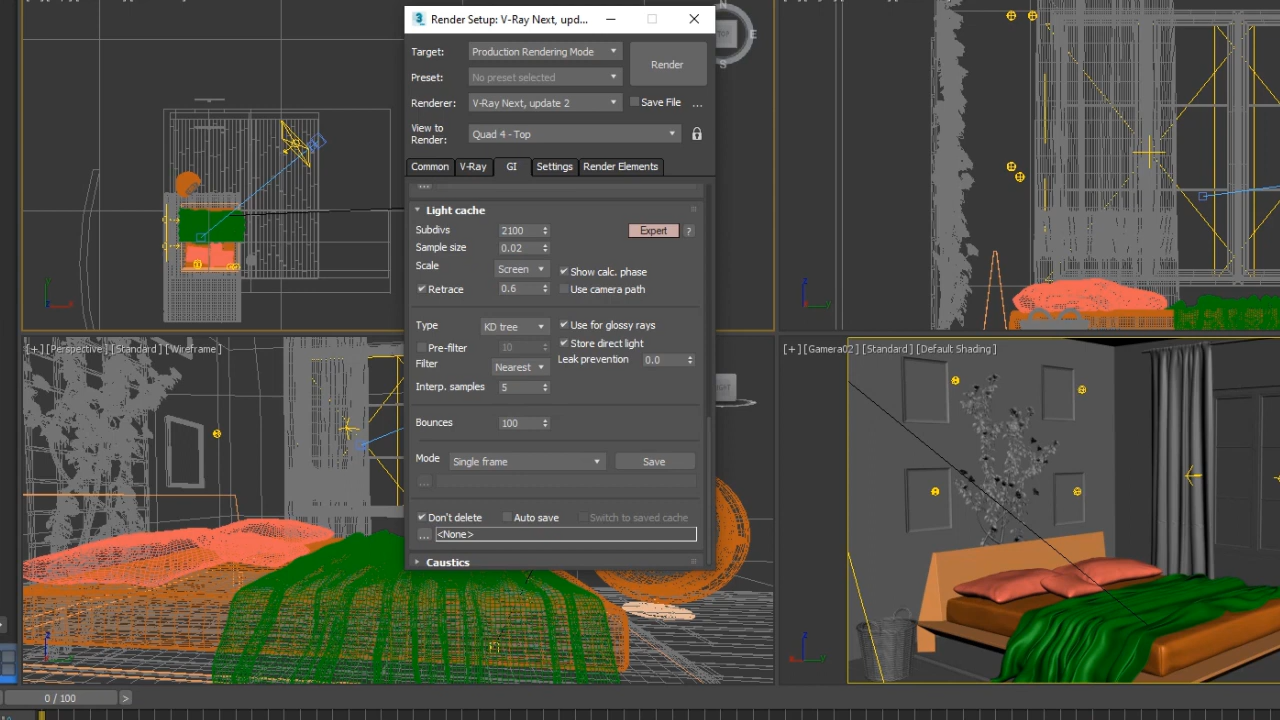 3 Render Setup: V-Ray Next, upd...
Target: Production Rendering Mode
Render
Preset: No preset selected
Renderer: V-Ray Next, update 2 Save File ...
View to
Render: Quad 4 - Top
Common V-Ray GI Settings Render Elements
...
Light cache
Subdivs 2100 Expert ?
Sample size 0.02
Scale Screen Show calc. phase
Retrace 0.6 Use camera path
Type KD tree Use for glossy rays
Pre-filter 10 Store direct light
Filter Nearest Leak prevention 0.0
Interp. samples 5
Bounces 100
Mode Single frame Save
...
Don't delete Auto save Switch to saved cache
... <None>
Caustics
N
TOP E
S
[+] [Perspective] [Standard] [Wireframe]
[+] [Gamera02] [Standard] [Default Shading]
0 / 100 >